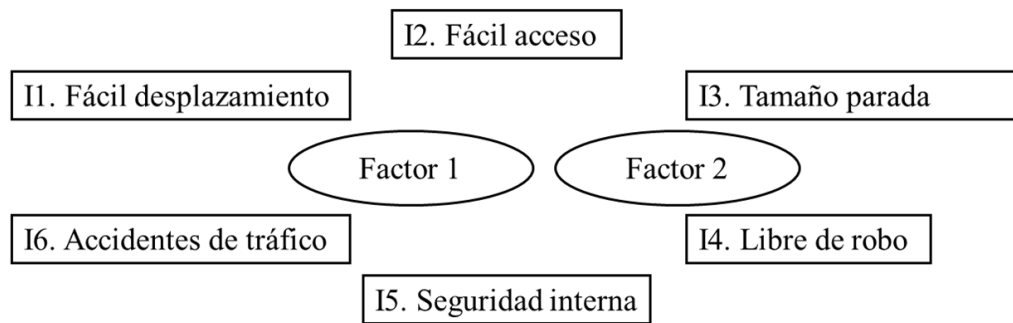 I2. Fácil acceso
I1. Fácil desplazamiento
I3. Tamaño parada
Factor 1
Factor 2
I6. Accidentes de tráfico
I4. Libre de robo
I5. Seguridad interna